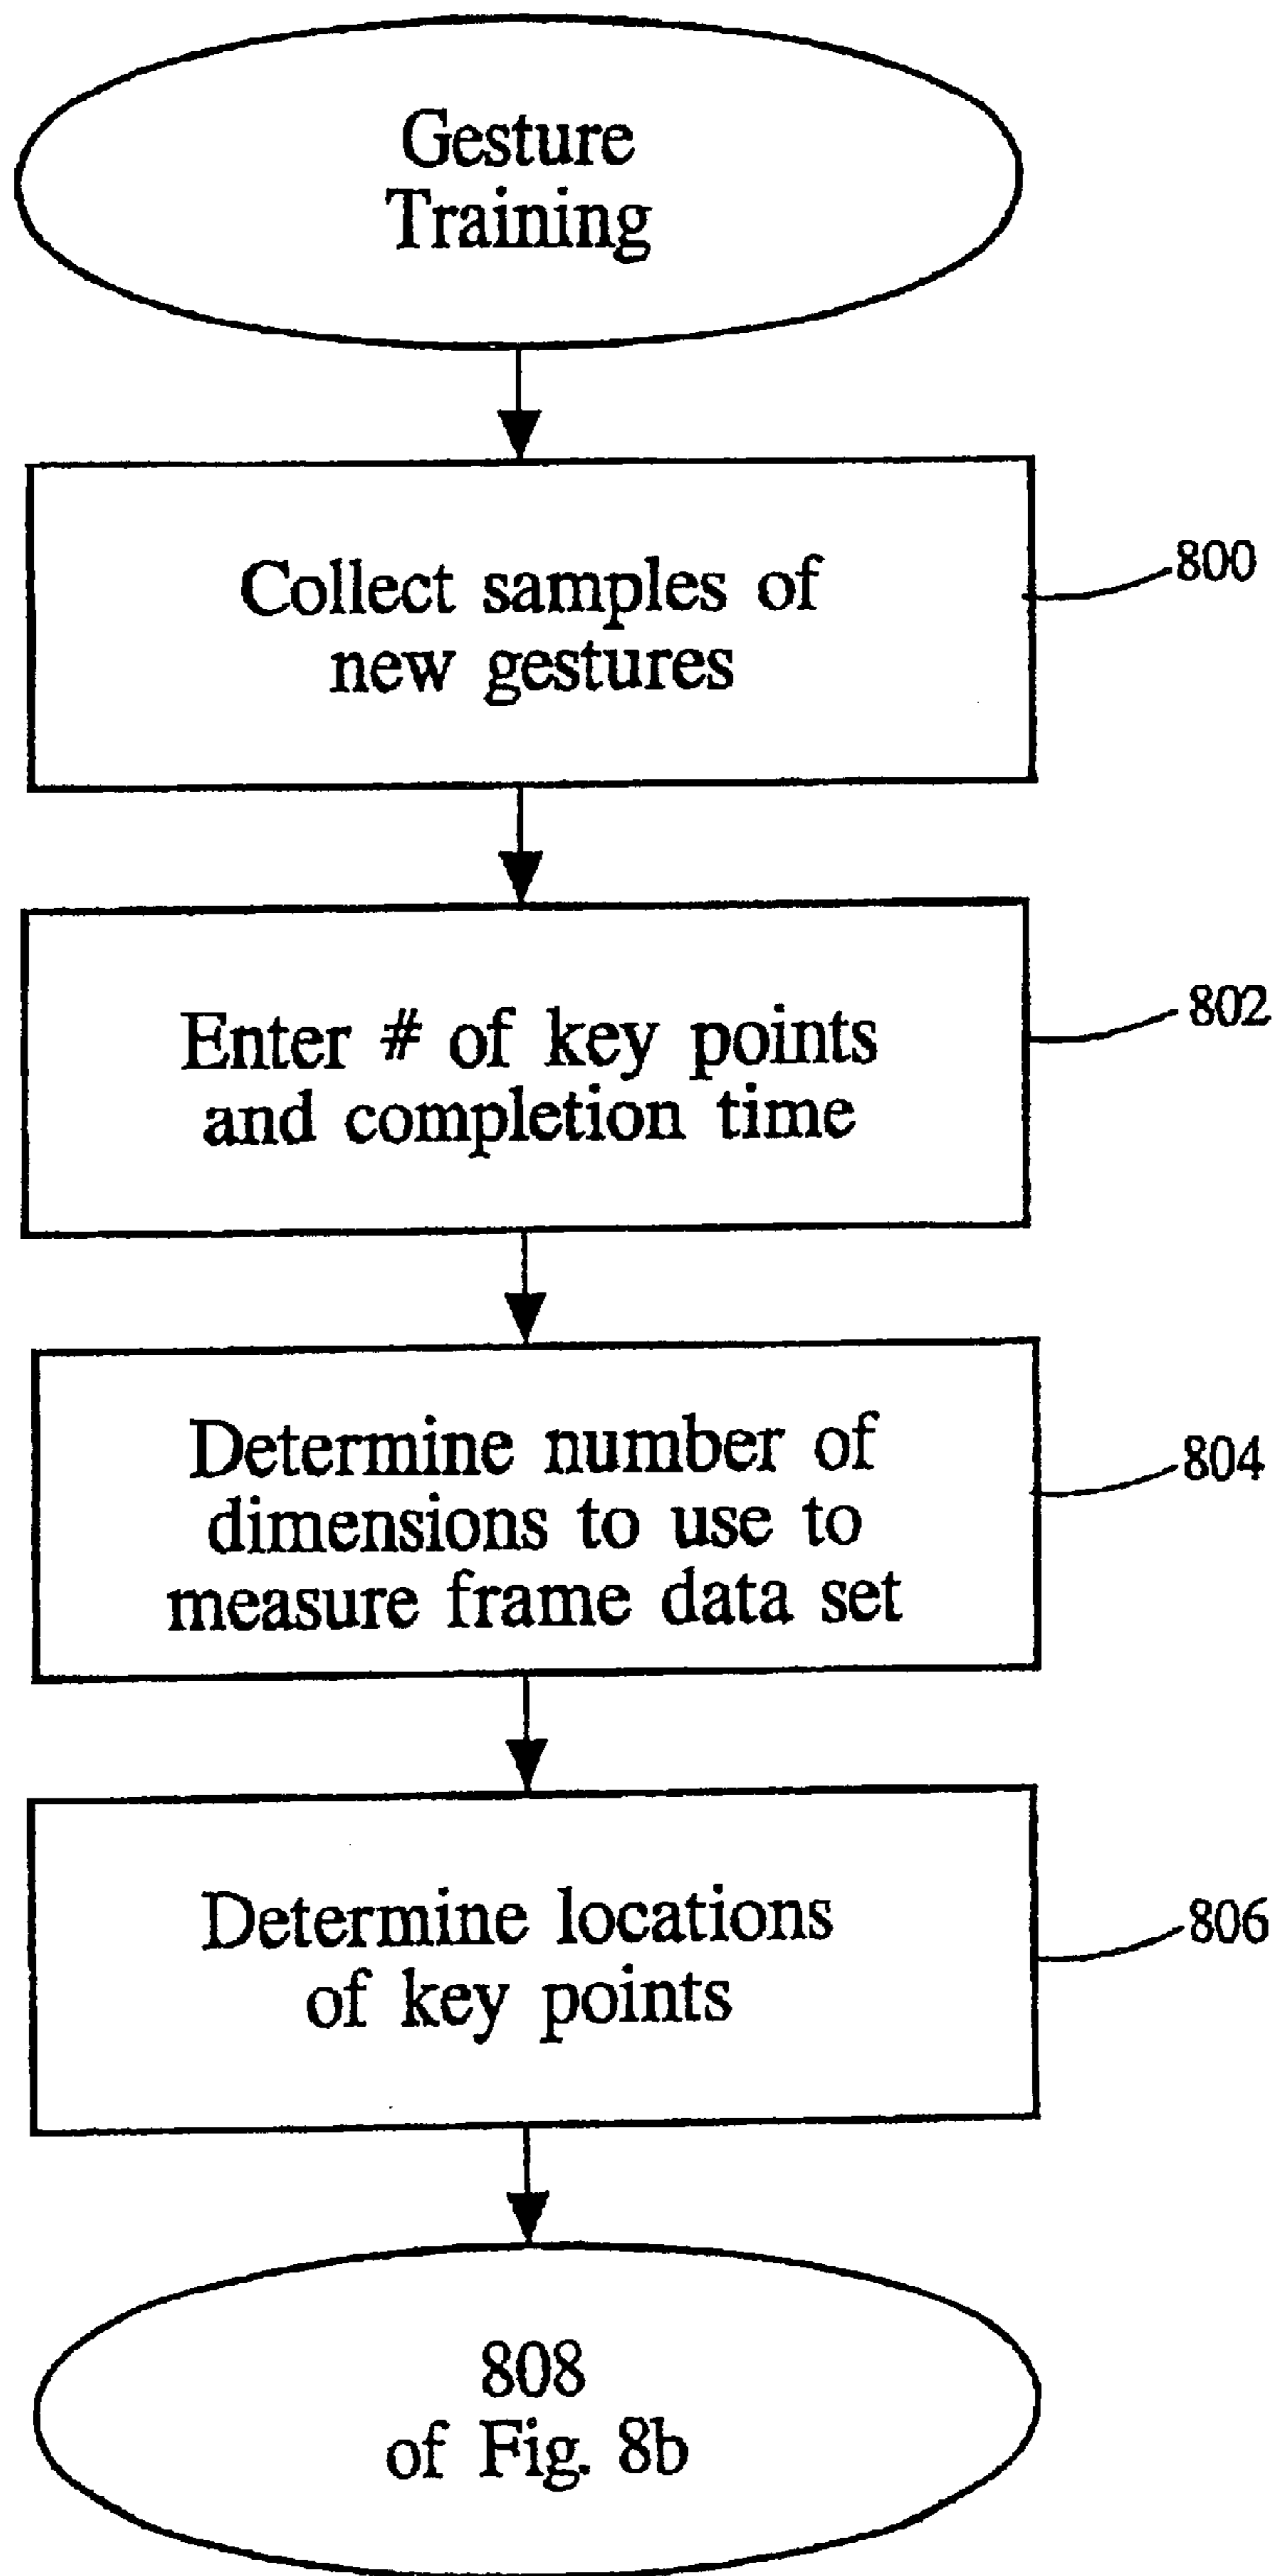 Gesture
Training
Collect samples of
new gestures
800
Enter # of key points
and completion time
802
Determine number of
dimensions to use to
measure frame data set
804
Determine locations
of key points
806
808
of Fig. 8b